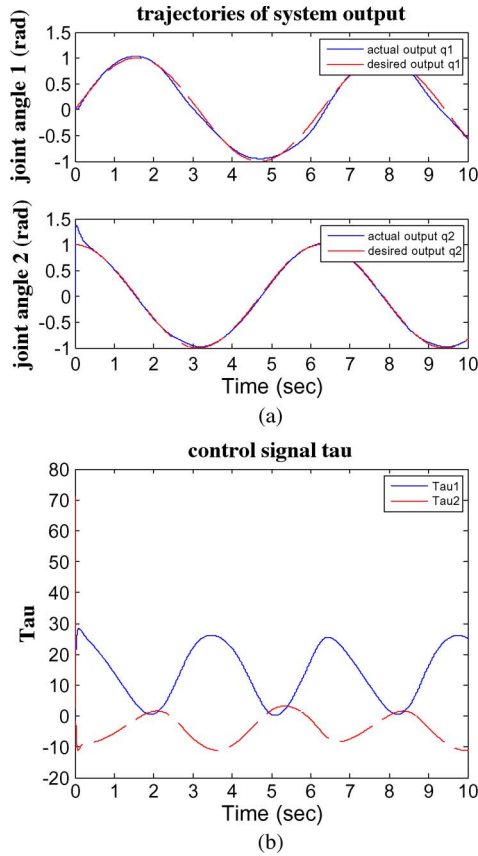 trajectories of system output
joint angle 1 (rad)
1.5
1
0.5
0
-0.5
-1
actual output q1
desired output q1
0 1 2 3 4 5 6 7 8 9 10
joint angle 2 (rad)
1.5
1
0.5
0
-0.5
-1
actual output q2
desired output q2
0 1 2 3 4 5 6 7 8 9 10
Time (sec)
(a)
control signal tau
Tau
80
70
60
50
40
30
20
10
0
-10
-20
Tau1
Tau2
0 1 2 3 4 5 6 7 8 9 10
Time (sec)
(b)